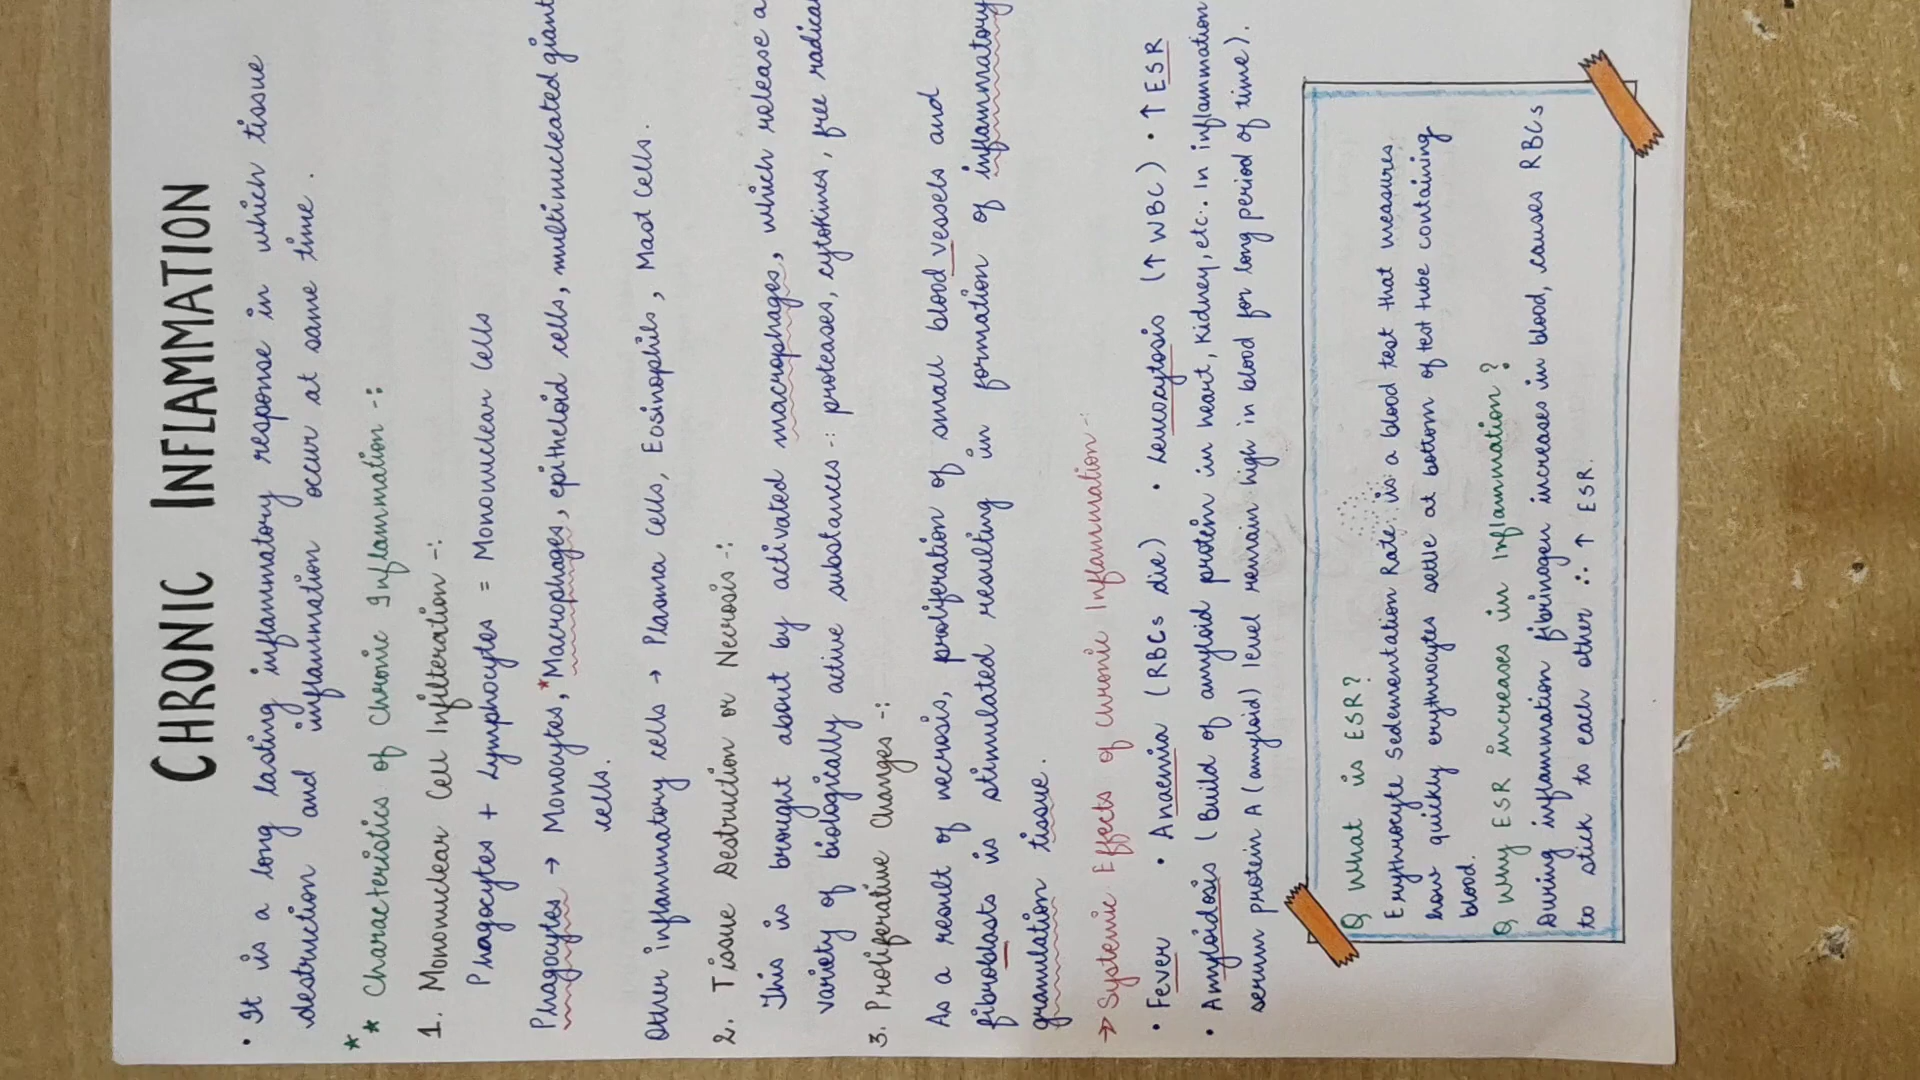 CHRONIC INFLAMMATION
• It is a long lasting inflammatory response in which tissue
destruction and inflammation occur at same time.
** Characteristics of Chronic Inflammation -:
1. Mononuclear Cell Infilteration -:
Phagocytes + Lymphocytes = Mononuclear Cells
Phagocytes → Monocytes, *Macrophages, epitheloid cells, multinucleated giant
cells.
Other inflammatory cells → Plasma cells, Eosinophils, Mast cells.
2. Tissue Destruction or Necrosis -:
This is brought about by activated macrophages, which release a
variety of biologically active substances -: proteases, cytokines, free radica
3. Proliferative Changes -:
As a result of necrosis, proliferation of small blood vessels and
fibroblasts is stimulated resulting in formation of inflammatory
granulation tissue.
→ Systemic Effects of Chronic Inflammation -:
• Fever • Anaemia (RBCs die) • Leucytosis (↑ WBC) • ↑ ESR
• Amyloidosis (Build of amyloid protein in heart, kidney, etc.. In inflammation
serum protein A (amyloid) level remain high in blood for long period of time).
Q What is ESR?
Erythrocyte Sedementation Rate is a blood test that measures
how quickly erythrocytes settle at bottom of test tube containing
blood.
Q Why ESR increases in Inflammation?
During inflammation fibrinogen increases in blood, causes RBCs
to stick to each other ∴ ↑ ESR.